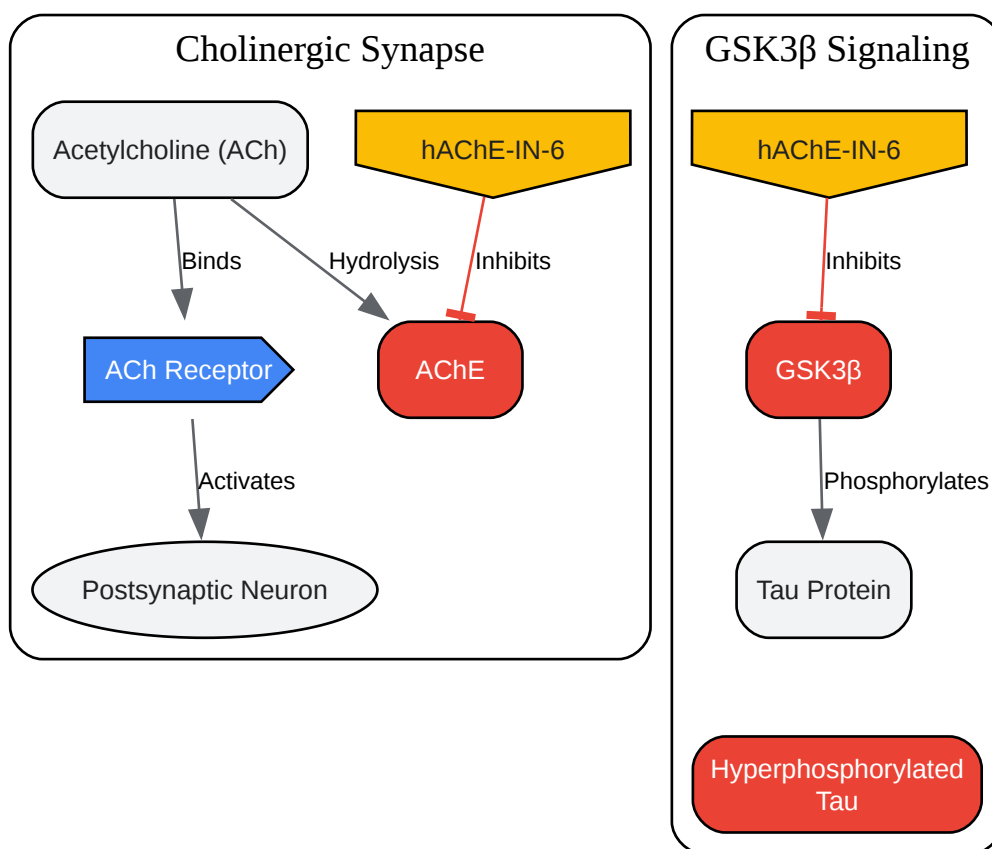 Cholinergic Synapse
Acetylcholine (ACh)
hAChE-IN-6
Binds
Hydrolysis
Inhibits
ACh Receptor
AChE
Activates
Postsynaptic Neuron
GSK3β Signaling
hAChE-IN-6
Inhibits
GSK3β
Phosphorylates
Tau Protein
Hyperphosphorylated
Tau